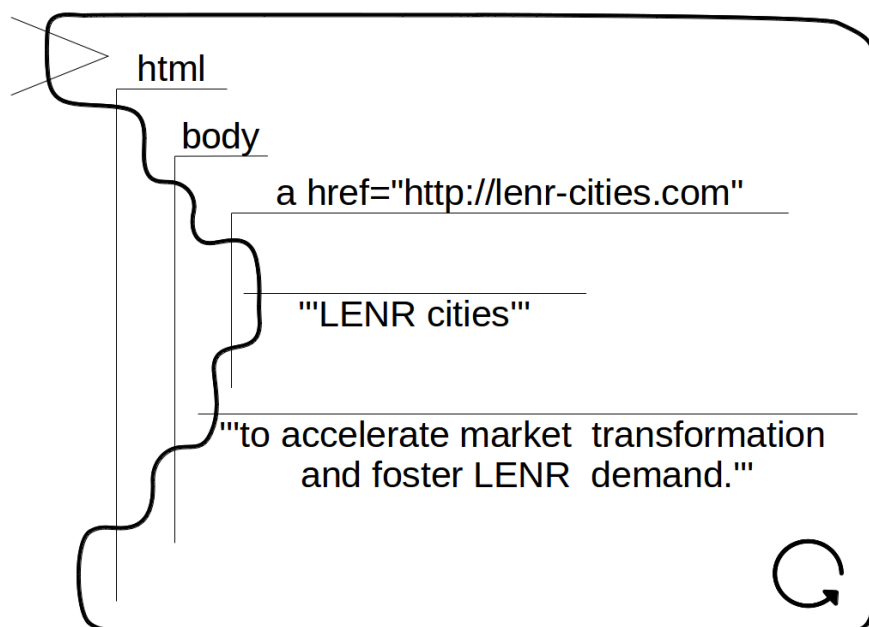 html
body
a href="http://lenr-cities.com"
'"LENR cities"'
'"to accelerate market transformation
and foster LENR demand."'